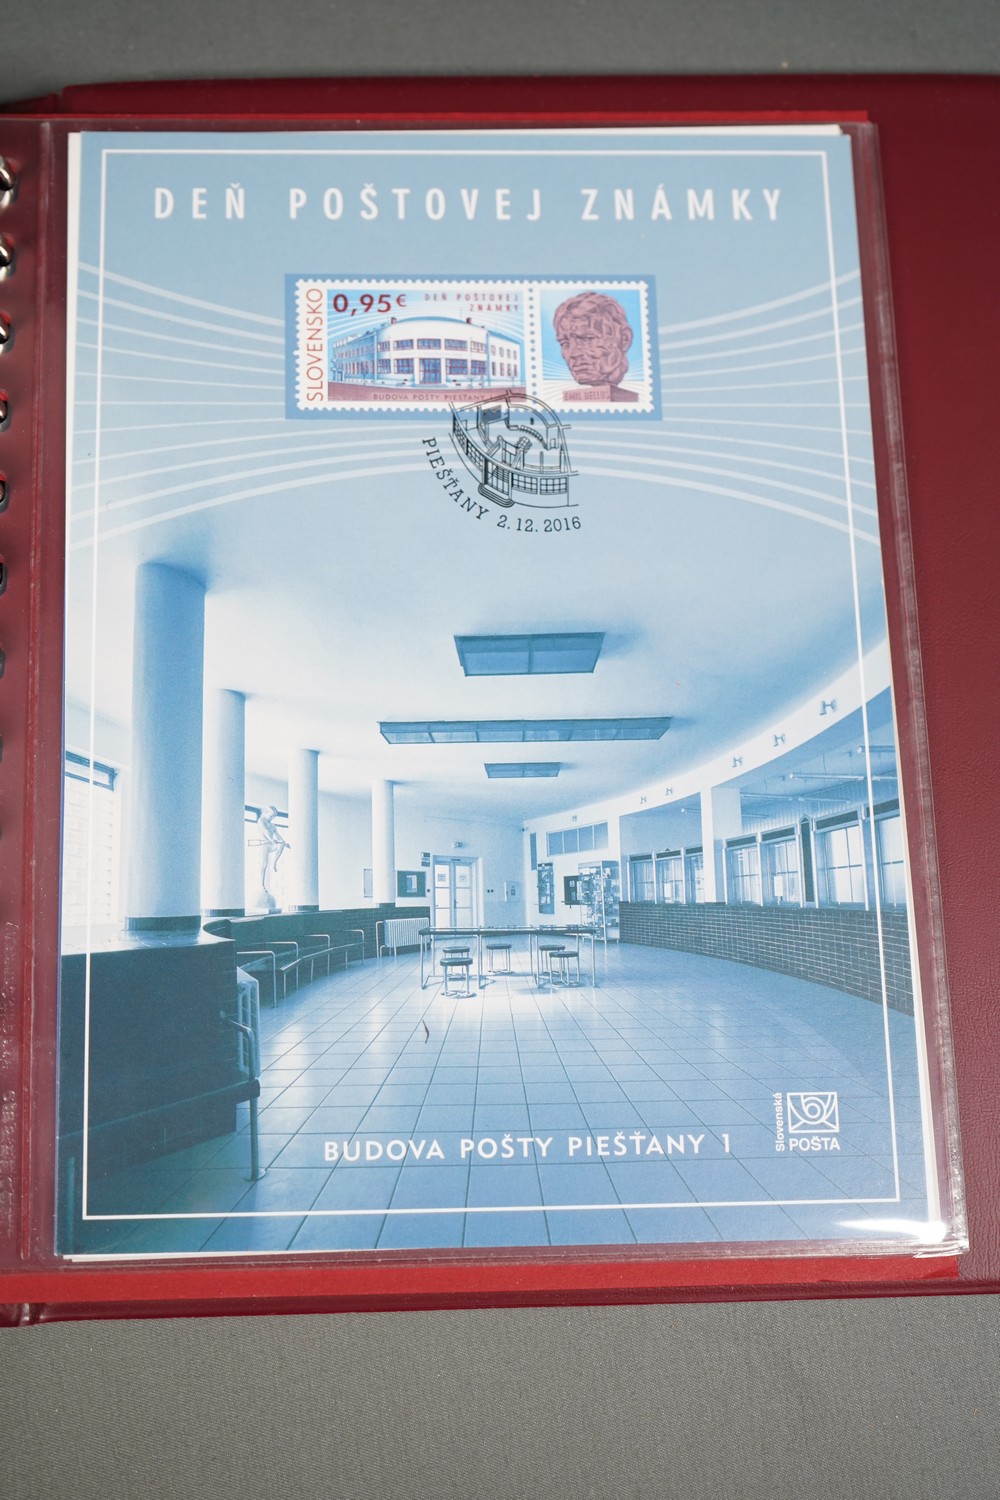 DEŇ POŠTOVEJ ZNÁMKY
SLOVENSKO
0,95€
DEŇ POŠTOVEJ
ZNÁMKY
BUDOVA POŠTY PIEŠŤANY
EMIL BELLUŠ
PIEŠŤANY 2.12.2016
BUDOVA POŠTY PIEŠŤANY 1
Slovenská
POŠTA